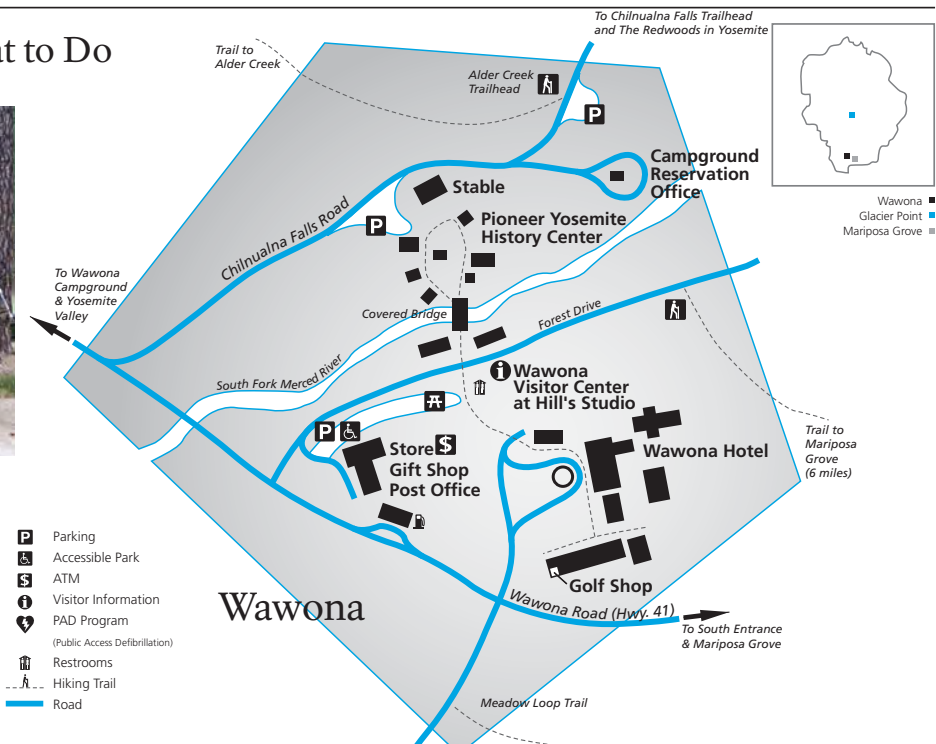 t to Do
To Chilnualna Falls Trailhead
and The Redwoods in Yosemite
Trail to
Alder Creek
Alder Creek
Trailhead
P
Campground
Reservation
Office
Stable
Wawona
Glacier Point
Mariposa Grove
Pioneer Yosemite
History Center
P
Chilnualna Falls Road
To Wawona
Campground
& Yosemite
Valley
Covered Bridge
Forest Drive
South Fork Merced River
i
Wawona
Visitor Center
at Hill's Studio
P
Store
$
Gift Shop
Post Office
Wawona Hotel
Trail to
Mariposa
Grove
(6 miles)
Golf Shop
Wawona Road (Hwy. 41)
To South Entrance
& Mariposa Grove
Wawona
Meadow Loop Trail
P Parking
Accessible Park
$ ATM
i Visitor Information
PAD Program
(Public Access Defibrillation)
Restrooms
Hiking Trail
Road